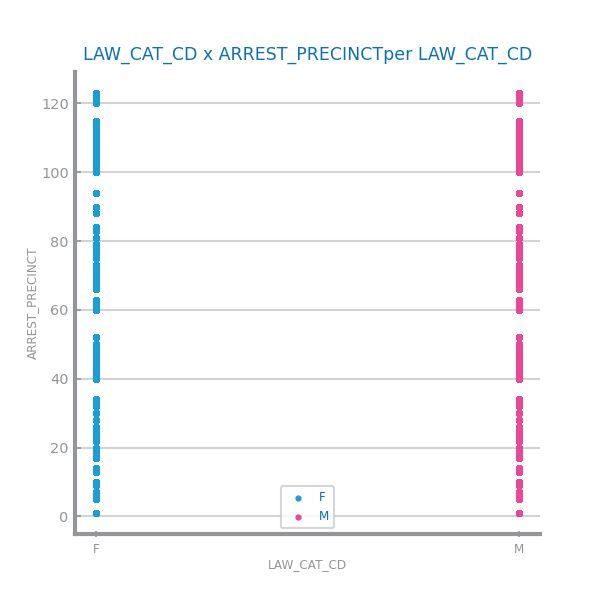 LAW_CAT_CD x ARREST_PRECINCTper LAW_CAT_CD
120
100
80
60
40
20
0
ARREST_PRECINCT
F
M
F
M
LAW_CAT_CD